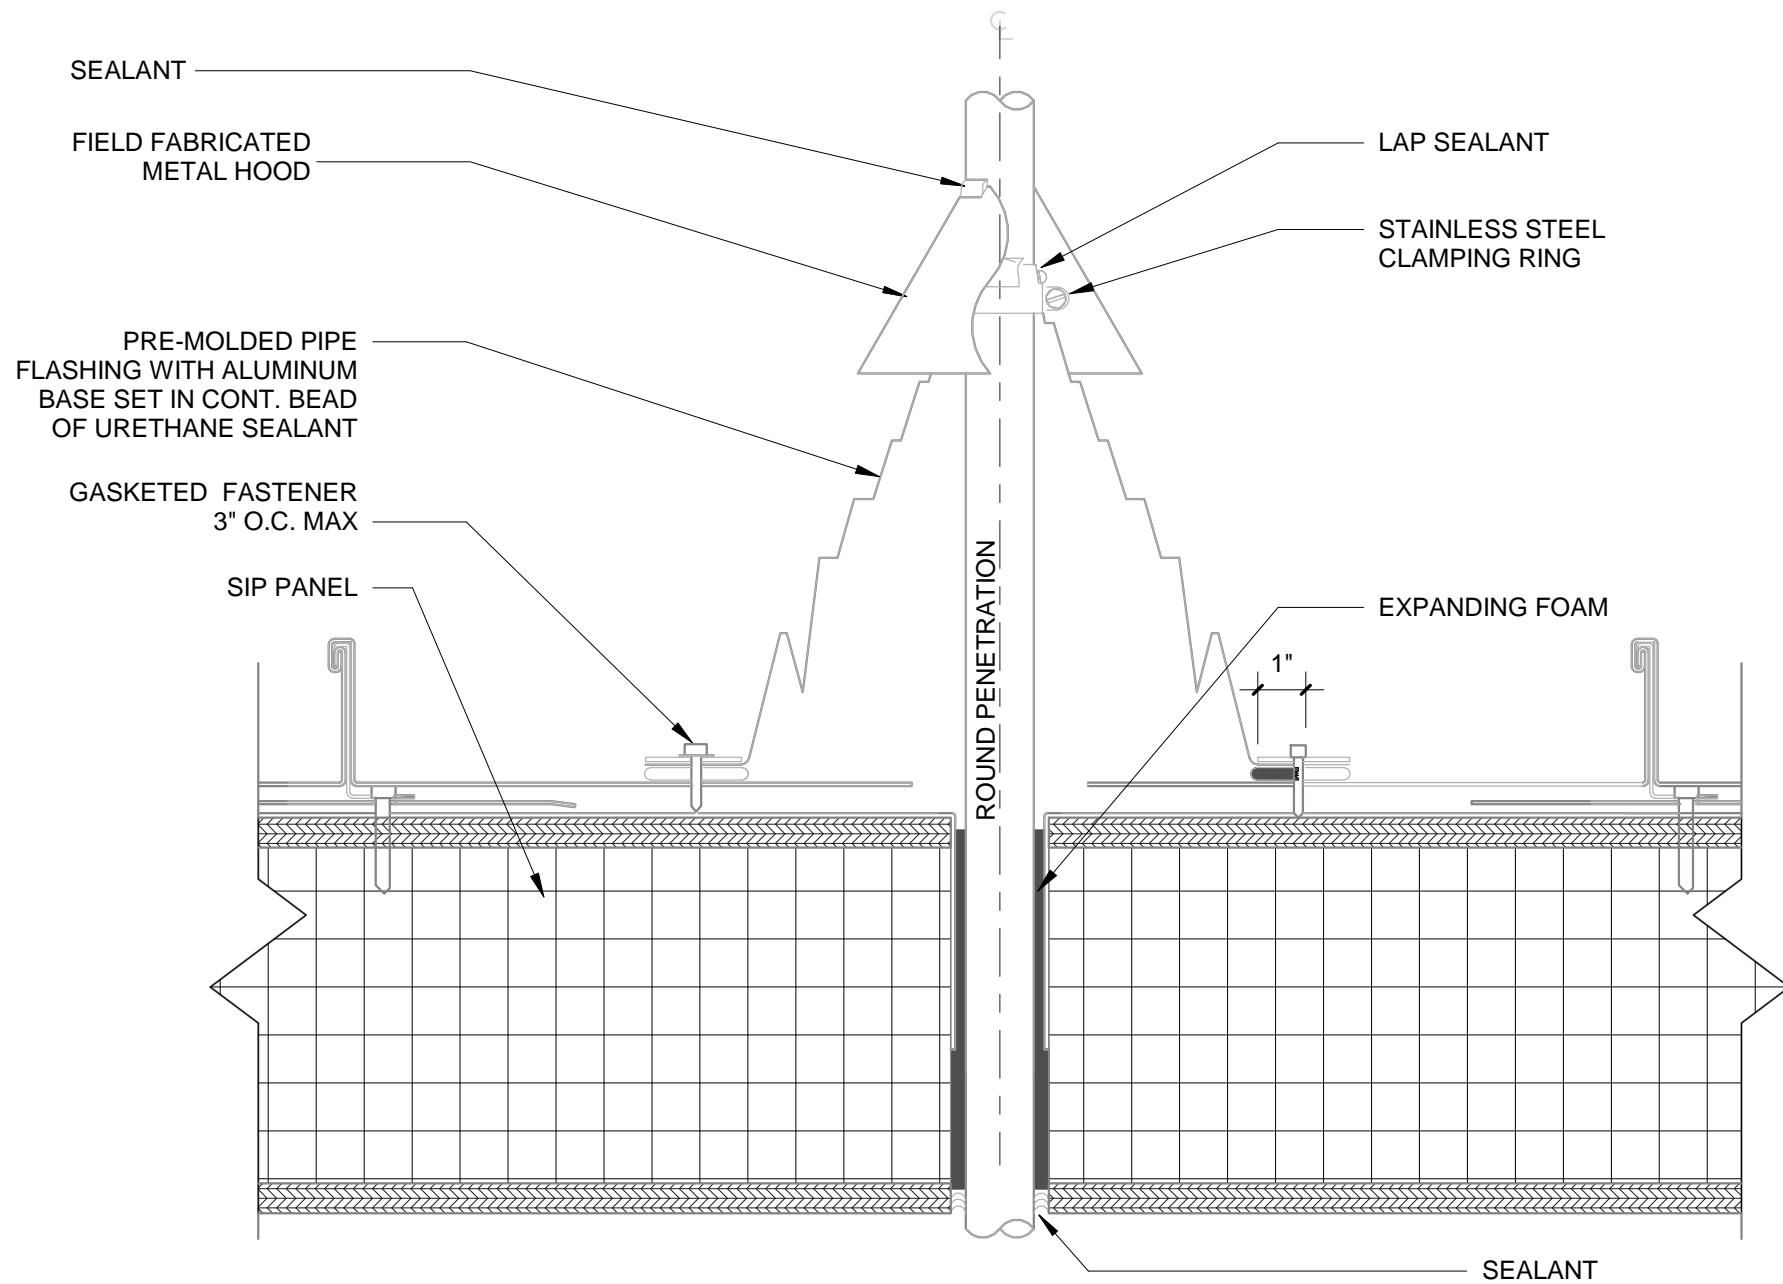 ℄
SEALANT
FIELD FABRICATED
METAL HOOD
LAP SEALANT
STAINLESS STEEL
CLAMPING RING
PRE-MOLDED PIPE
FLASHING WITH ALUMINUM
BASE SET IN CONT. BEAD
OF URETHANE SEALANT
GASKETED FASTENER
3" O.C. MAX
SIP PANEL
ROUND PENETRATION
EXPANDING FOAM
1"
SEALANT